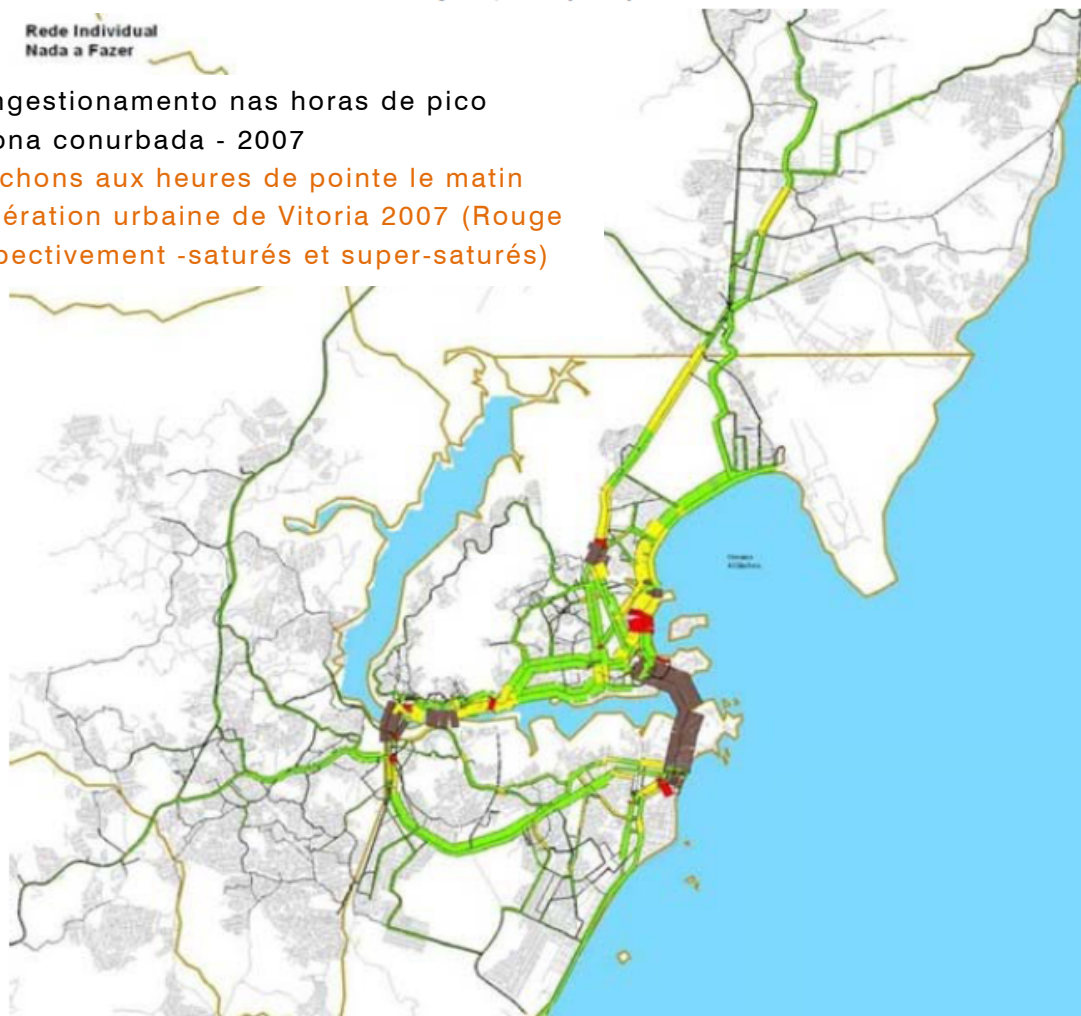 Rede Individual
Nada a Fazer
ngestionamento nas horas de pico
ona conurbada - 2007
chons aux heures de pointe le matin
ération urbaine de Vitoria 2007 (Rouge
pectivement -saturés et super-saturés)